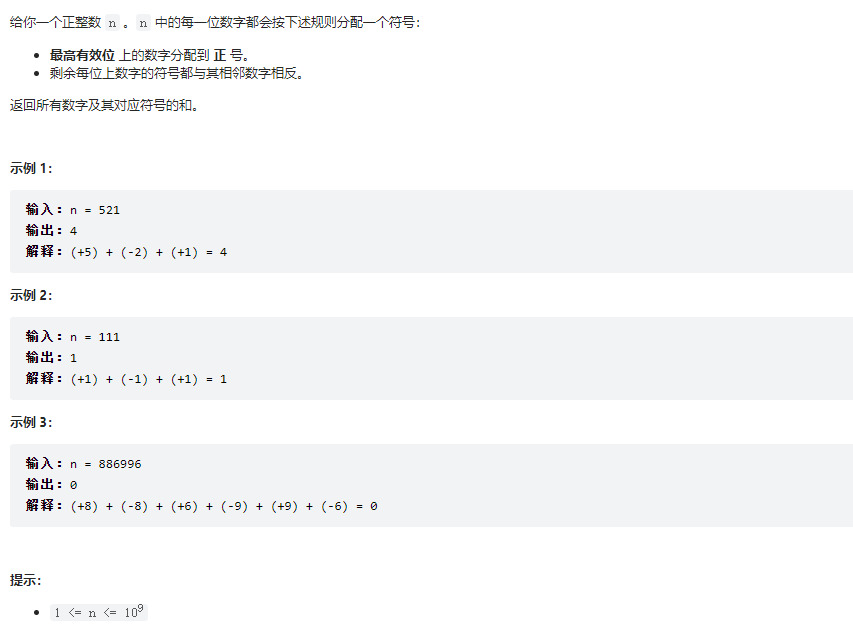 给你一个正整数 n 。n 中的每一位数字都会按下述规则分配一个符号：
• 最高有效位 上的数字分配到 正 号。
• 剩余每位上数字的符号都与其相邻数字相反。
返回所有数字及其对应符号的和。
示例 1：
输入：n = 521
输出：4
解释：(+5) + (-2) + (+1) = 4
示例 2：
输入：n = 111
输出：1
解释：(+1) + (-1) + (+1) = 1
示例 3：
输入：n = 886996
输出：0
解释：(+8) + (-8) + (+6) + (-9) + (+9) + (-6) = 0
提示：
• 1 <= n <= 10⁹